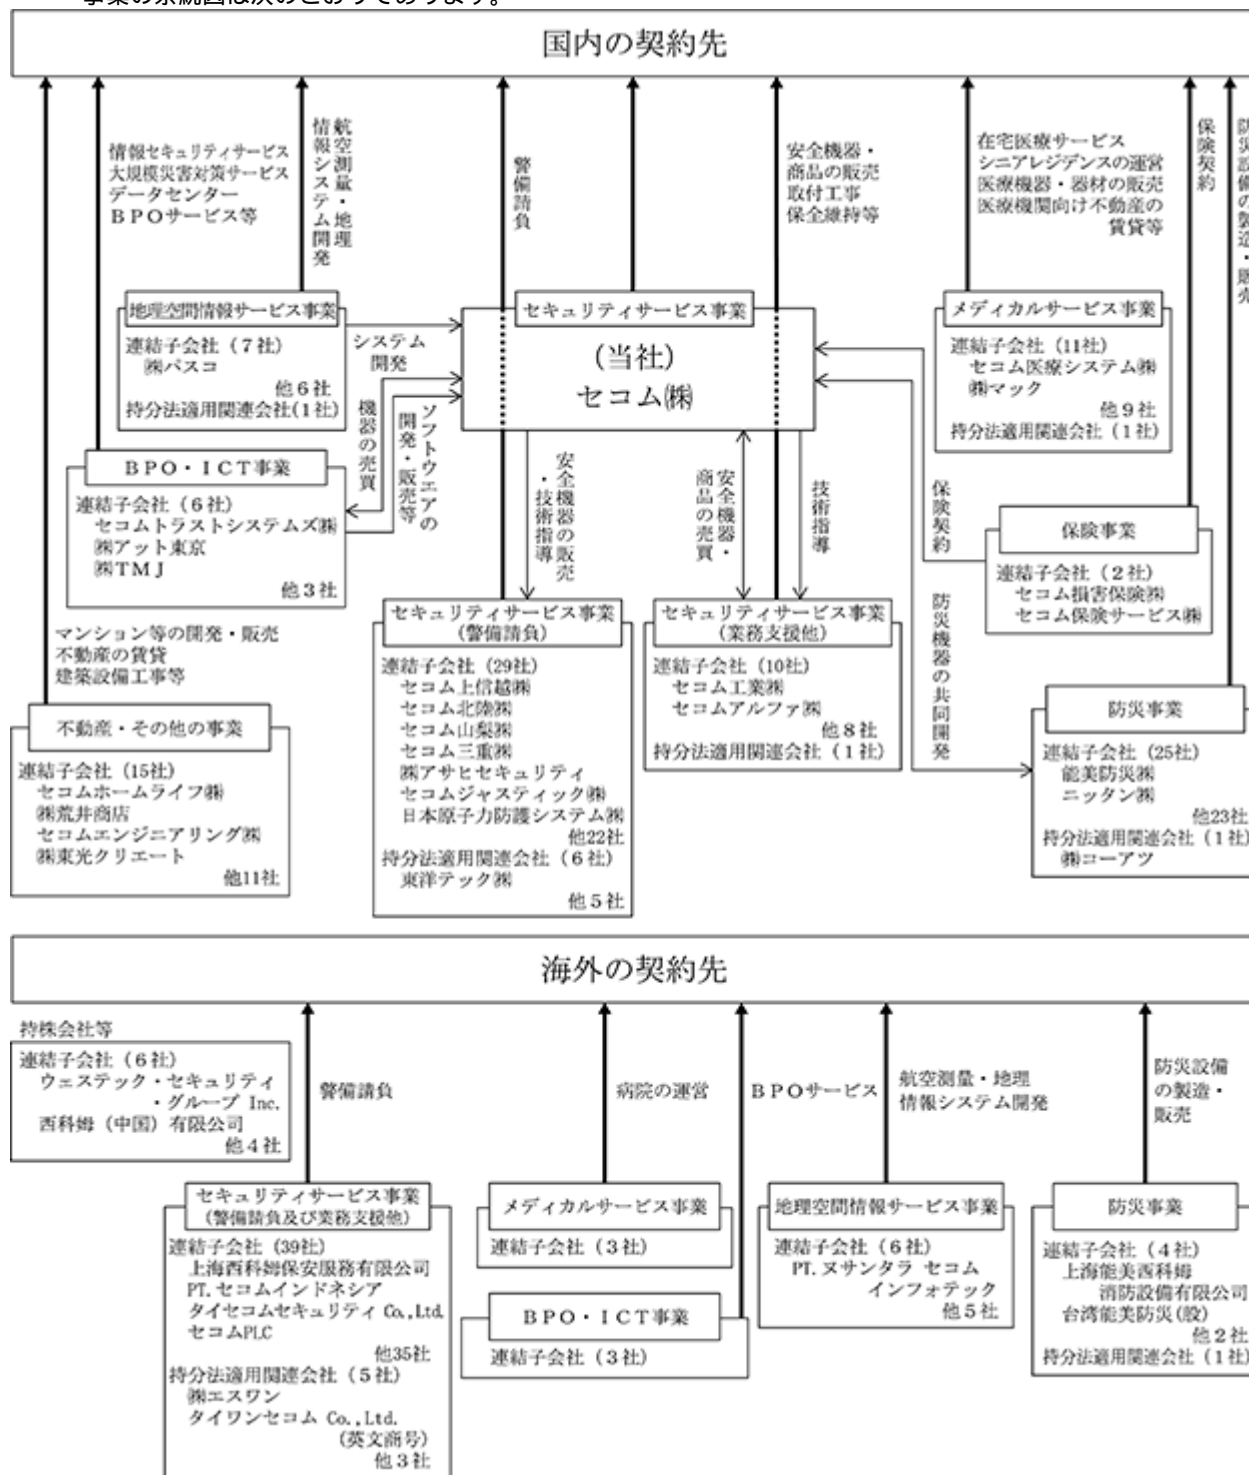 事業の系統図は次のとおりであります。
国内の契約先
情報セキュリティサービス
大規模災害対策サービス
データセンター
ＢＰＯサービス等
航空測量・地理
情報システム開発
警備請負
安全機器・
商品の販売
取付工事
保全維持等
在宅医療サービス
シニアレジデンスの運営
医療機器・器材の販売
医療機関向け不動産の
賃貸等
保険契約
防災設備の製造・販売
地理空間情報サービス事業
連結子会社（７社）
㈱パスコ
他６社
持分法適用関連会社(１社)
システム
開発
セキュリティサービス事業
(当社)
セコム㈱
メディカルサービス事業
連結子会社（11社）
セコム医療システム㈱
㈱マック
他９社
持分法適用関連会社（１社）
機器の売買
ソフトウエアの
開発・販売等
ＢＰＯ・ＩＣＴ事業
連結子会社（６社）
セコムトラストシステムズ㈱
㈱アット東京
㈱ＴＭＪ
他３社
安全機器の販売
・技術指導
安全機器・
商品の売買
技術指導
保険契約
保険事業
連結子会社（２社）
セコム損害保険㈱
セコム保険サービス㈱
防災機器の共同開発
マンション等の開発・販売
不動産の賃貸
建築設備工事等
不動産・その他の事業
連結子会社（15社）
セコムホームライフ㈱
㈱荒井商店
セコムエンジニアリング㈱
㈱東光クリエート
他11社
セキュリティサービス事業
(警備請負)
連結子会社（29社）
セコム上信越㈱
セコム北陸㈱
セコム山梨㈱
セコム三重㈱
㈱アサヒセキュリティ
セコムジャスティック㈱
日本原子力防護システム㈱
他22社
持分法適用関連会社（６社）
東洋テック㈱
他５社
セキュリティサービス事業
(業務支援他)
連結子会社（10社）
セコム工業㈱
セコムアルファ㈱
他８社
持分法適用関連会社（１社）
防災事業
連結子会社（25社）
能美防災㈱
ニッタン㈱
他23社
持分法適用関連会社（１社）
㈱コーアツ
海外の契約先
持株会社等
連結子会社（６社）
ウェステック・セキュリティ
・グループ Inc.
西科姆（中国）有限公司
他４社
警備請負
病院の運営
ＢＰＯサービス
航空測量・地理
情報システム開発
防災設備
の製造・
販売
セキュリティサービス事業
(警備請負及び業務支援他)
連結子会社（39社）
上海西科姆保安服務有限公司
PT.セコムインドネシア
タイセコムセキュリティ Co.,Ltd.
セコムPLC
他35社
持分法適用関連会社（５社）
㈱エスワン
タイワンセコム Co.,Ltd.
(英文商号)
他３社
メディカルサービス事業
連結子会社（３社）
ＢＰＯ・ＩＣＴ事業
連結子会社（３社）
地理空間情報サービス事業
連結子会社（６社）
PT.ヌサンタラ セコム
インフォテック
他５社
防災事業
連結子会社（４社）
上海能美西科姆
消防設備有限公司
台湾能美防災(股)
他２社
持分法適用関連会社（１社）